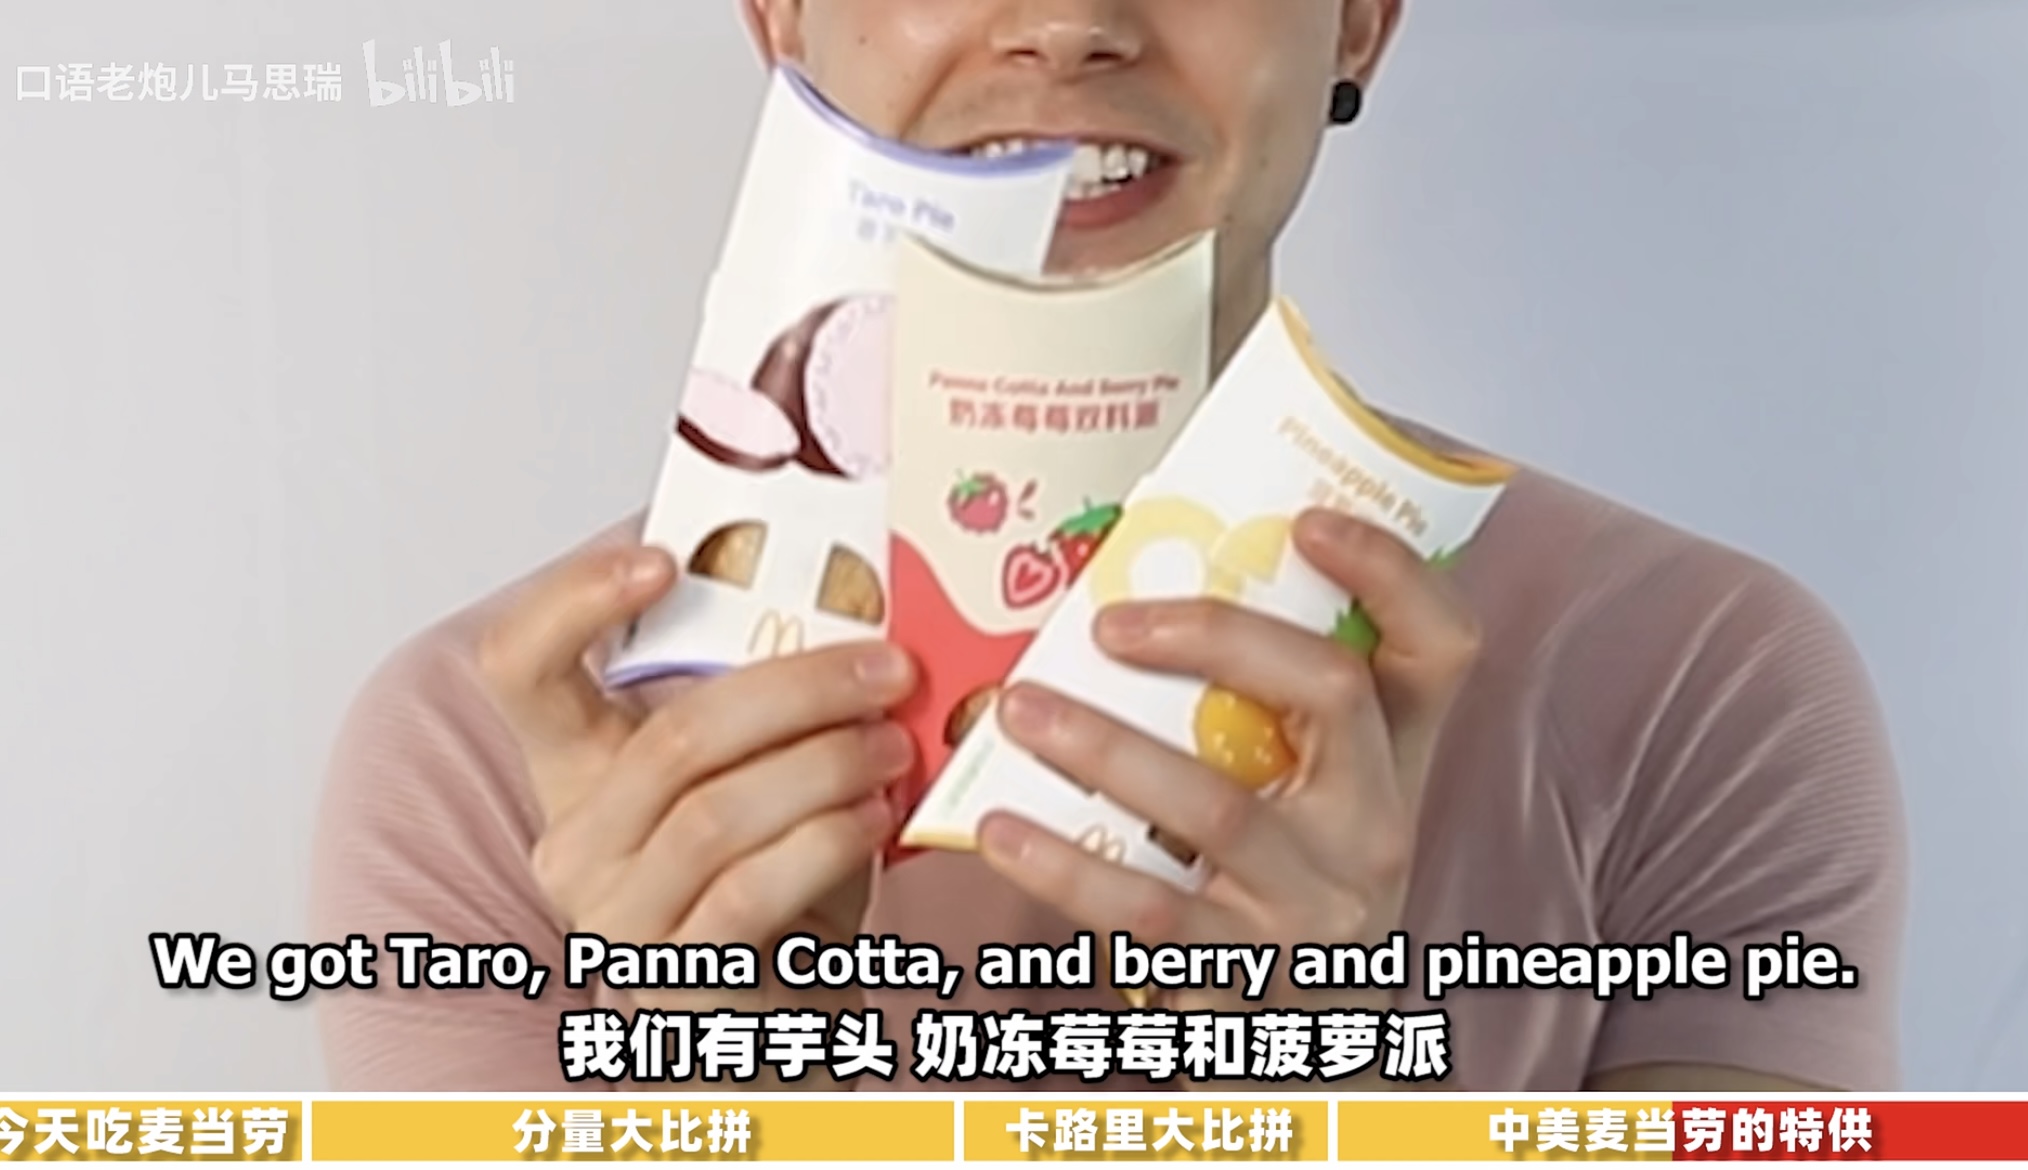 口语老炮儿马思瑞 bilibili
Taro Pie
Panna Cotta And Berry Pie
奶冻莓莓双料派
Pineapple Pie
We got Taro, Panna Cotta, and berry and pineapple pie.
我们有芋头 奶冻莓莓和菠萝派
今天吃麦当劳 分量大比拼 卡路里大比拼 中美麦当劳的特供